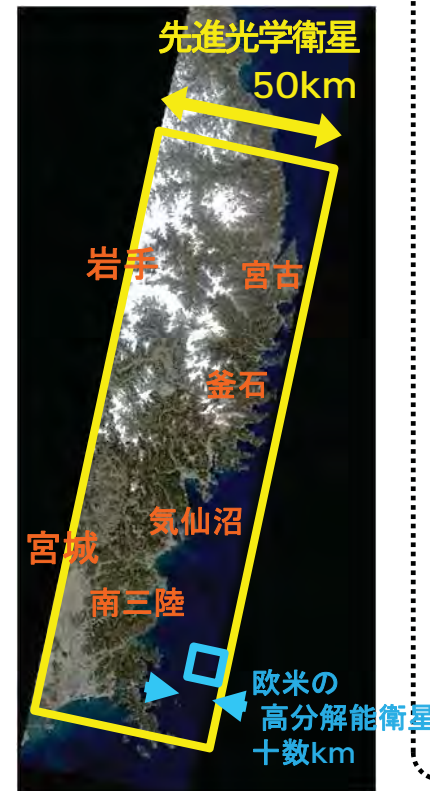 先進光学衛星
50km
岩手
宮古
釜石
気仙沼
宮城
南三陸
欧米の
高分解能衛星
十数km